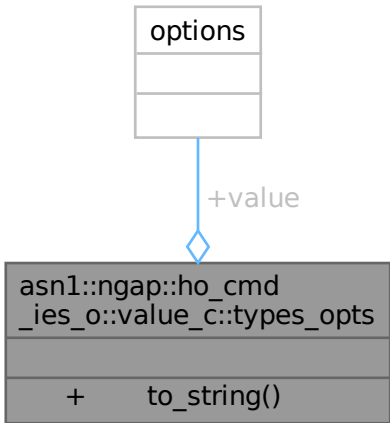 options
+value
asn1::ngap::ho_cmd
_ies_o::value_c::types_opts
+ to_string()